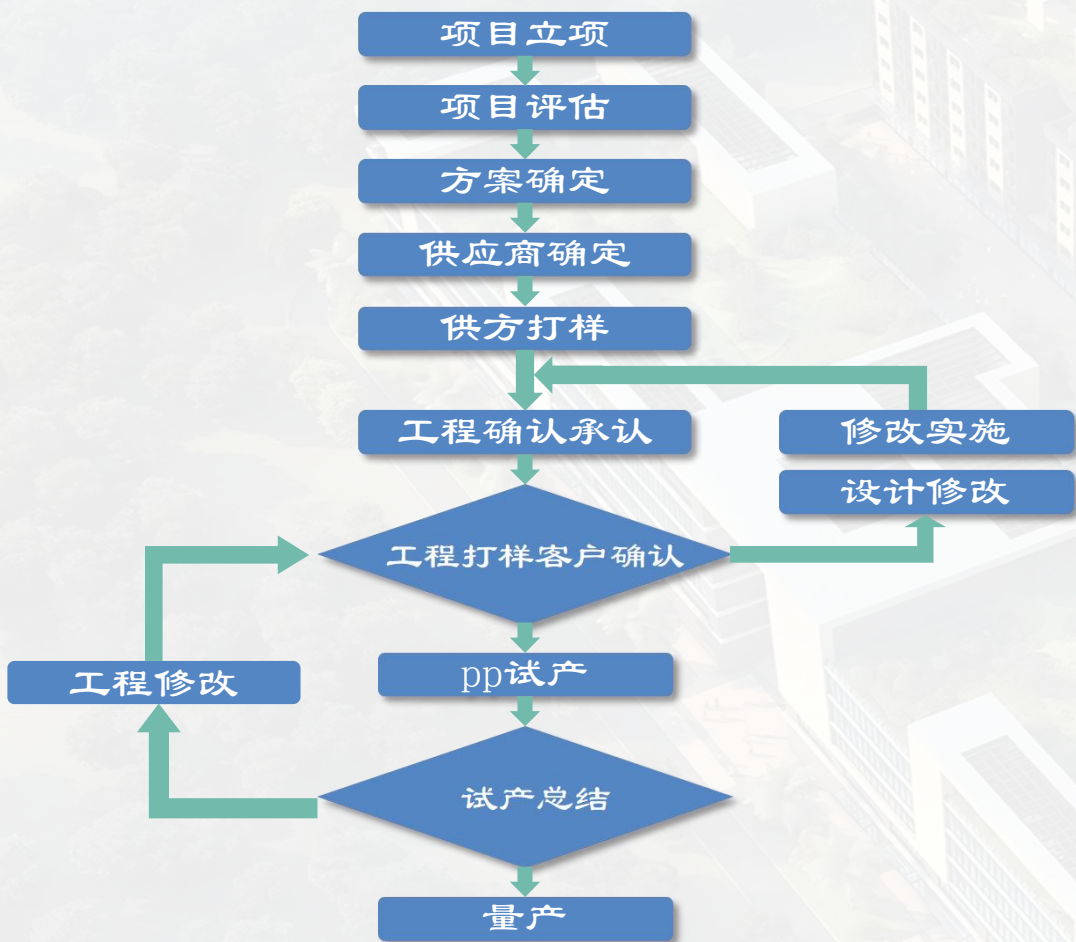 项目立项
项目评估
方案确定
供应商确定
供方打样
工程确认承认
修改实施
设计修改
工程打样客户确认
pp试产
工程修改
试产总结
量产